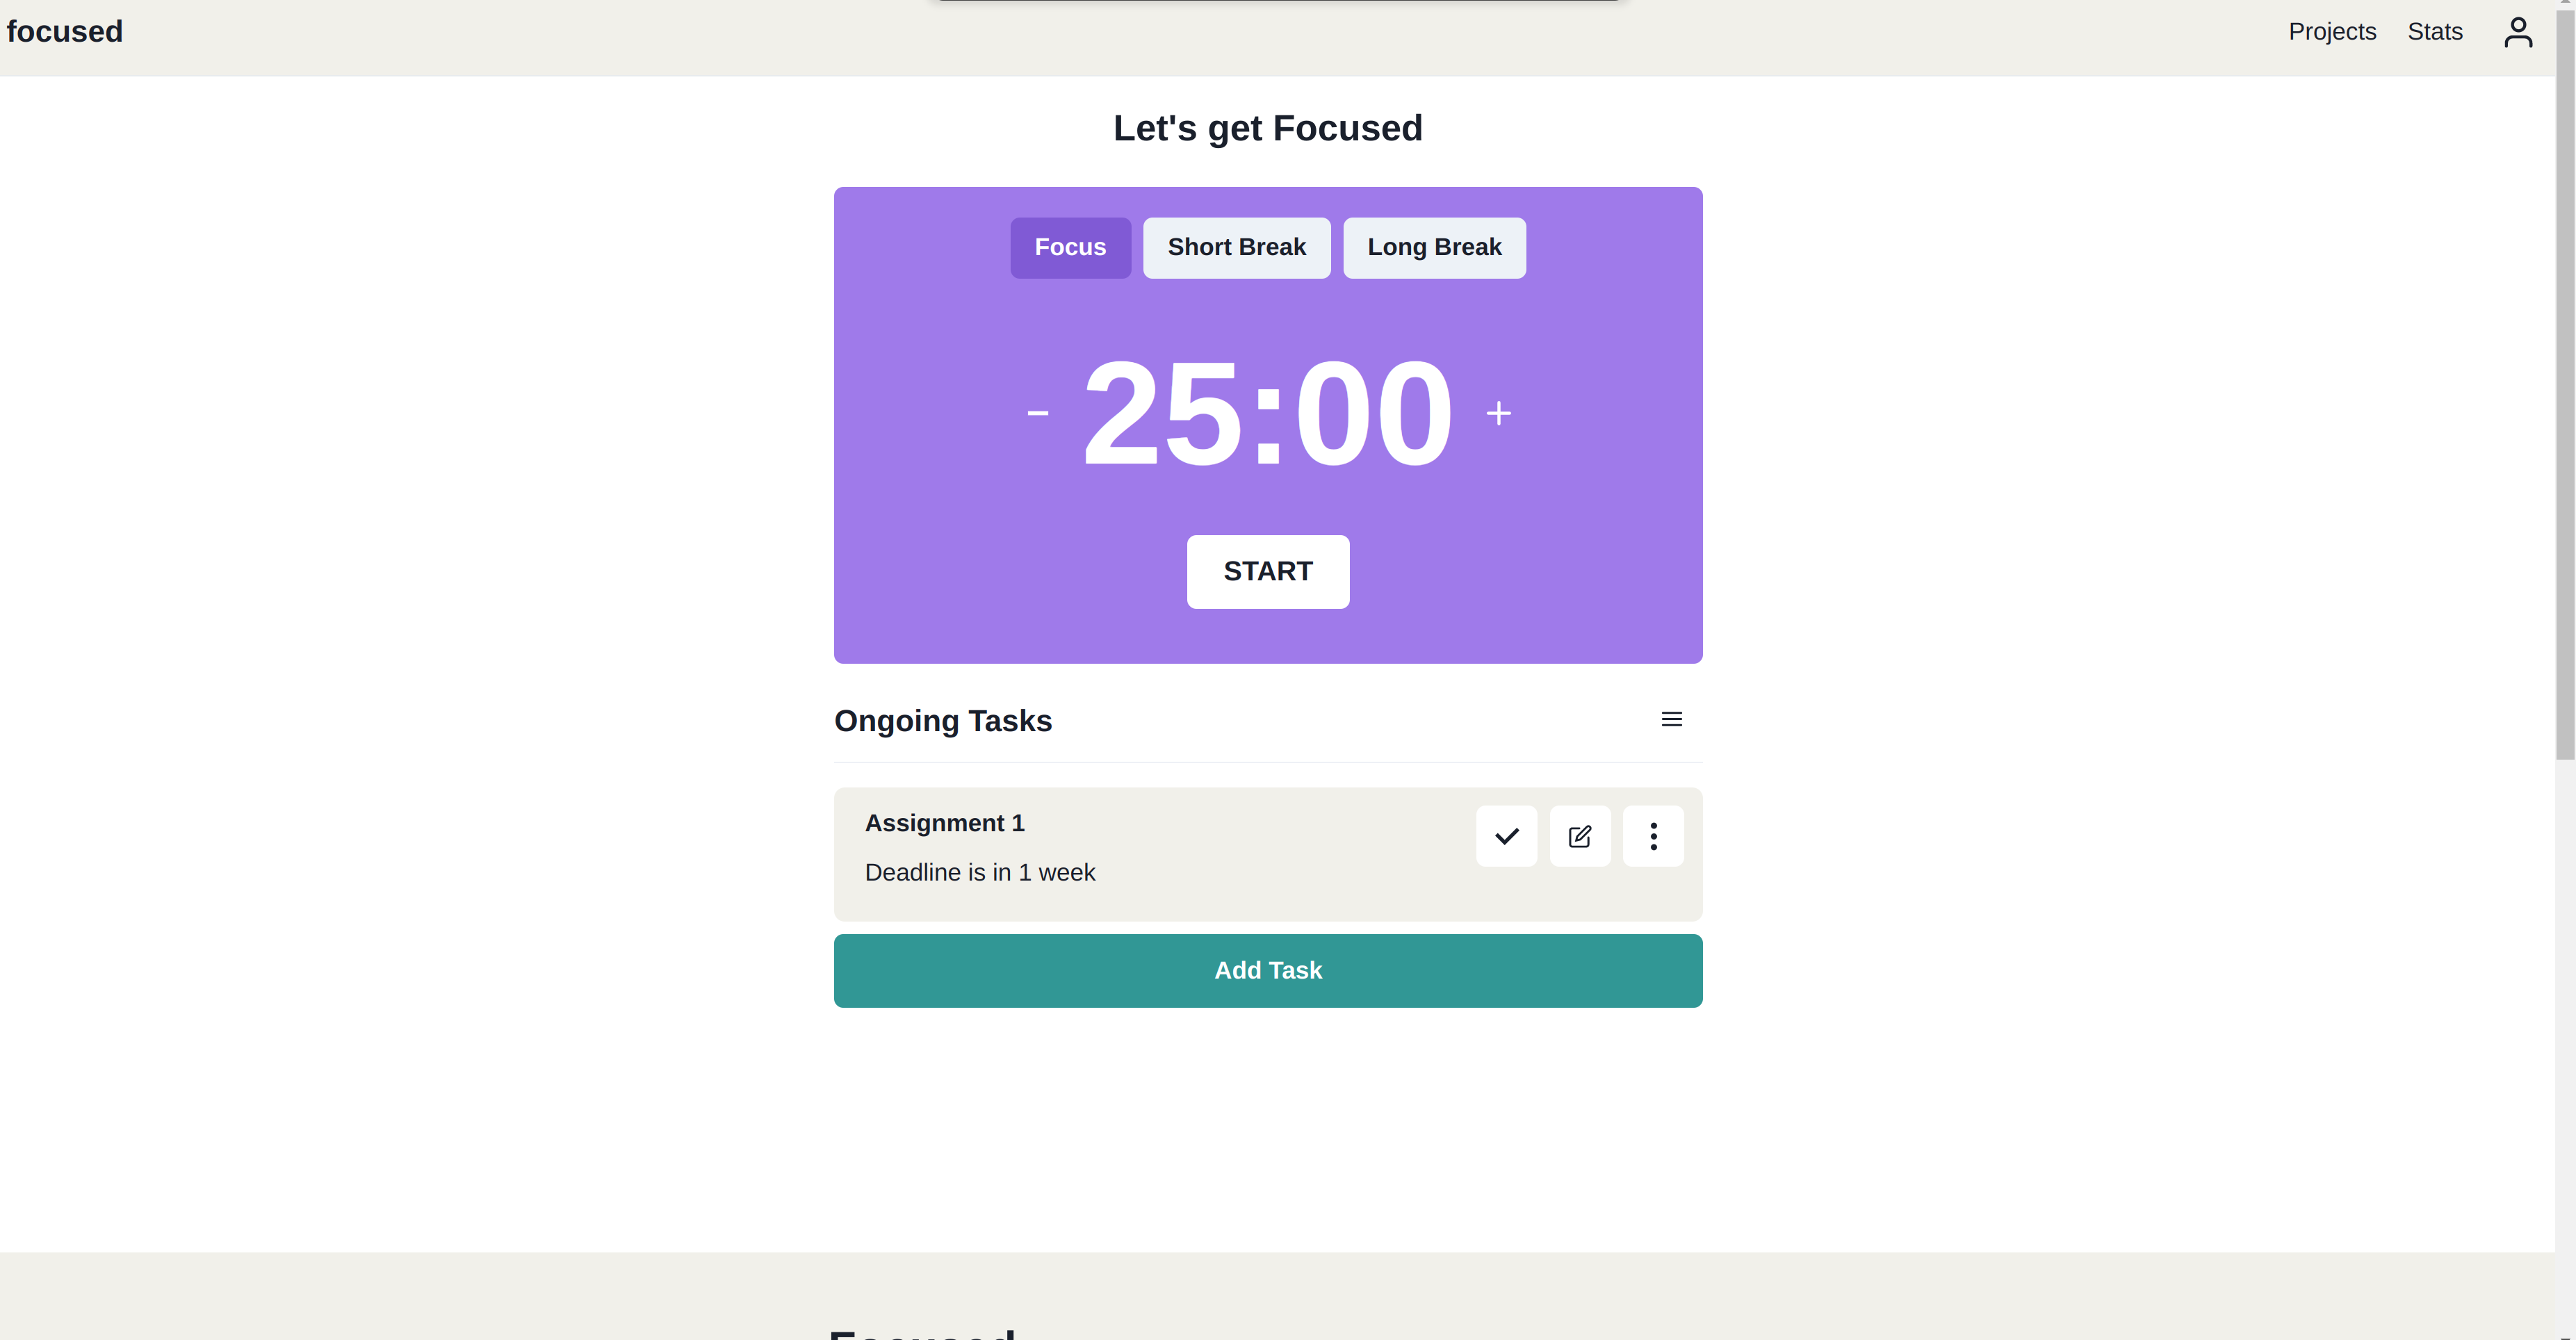 focused
Projects Stats
Let's get Focused
Focus Short Break Long Break
25:00
START
Ongoing Tasks
Assignment 1
Deadline is in 1 week
Add Task
Focused